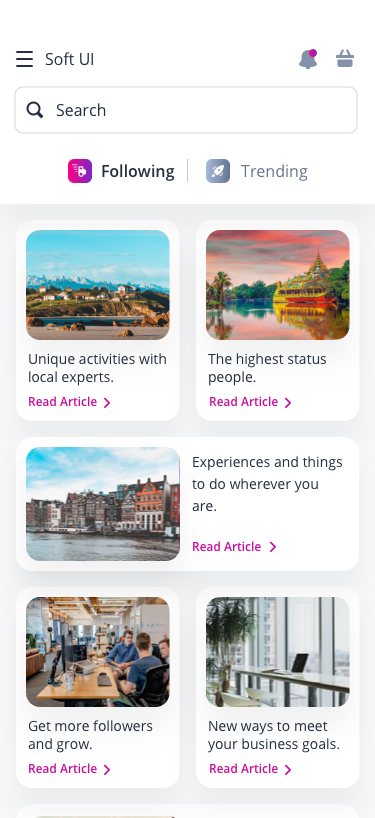 Soft UI
Search
Following
Trending
Unique activities with
local experts.
Read Article
The highest status
people.
Read Article
Experiences and things
to do wherever you
are.
Read Article
Get more followers
and grow.
Read Article
New ways to meet
your business goals.
Read Article